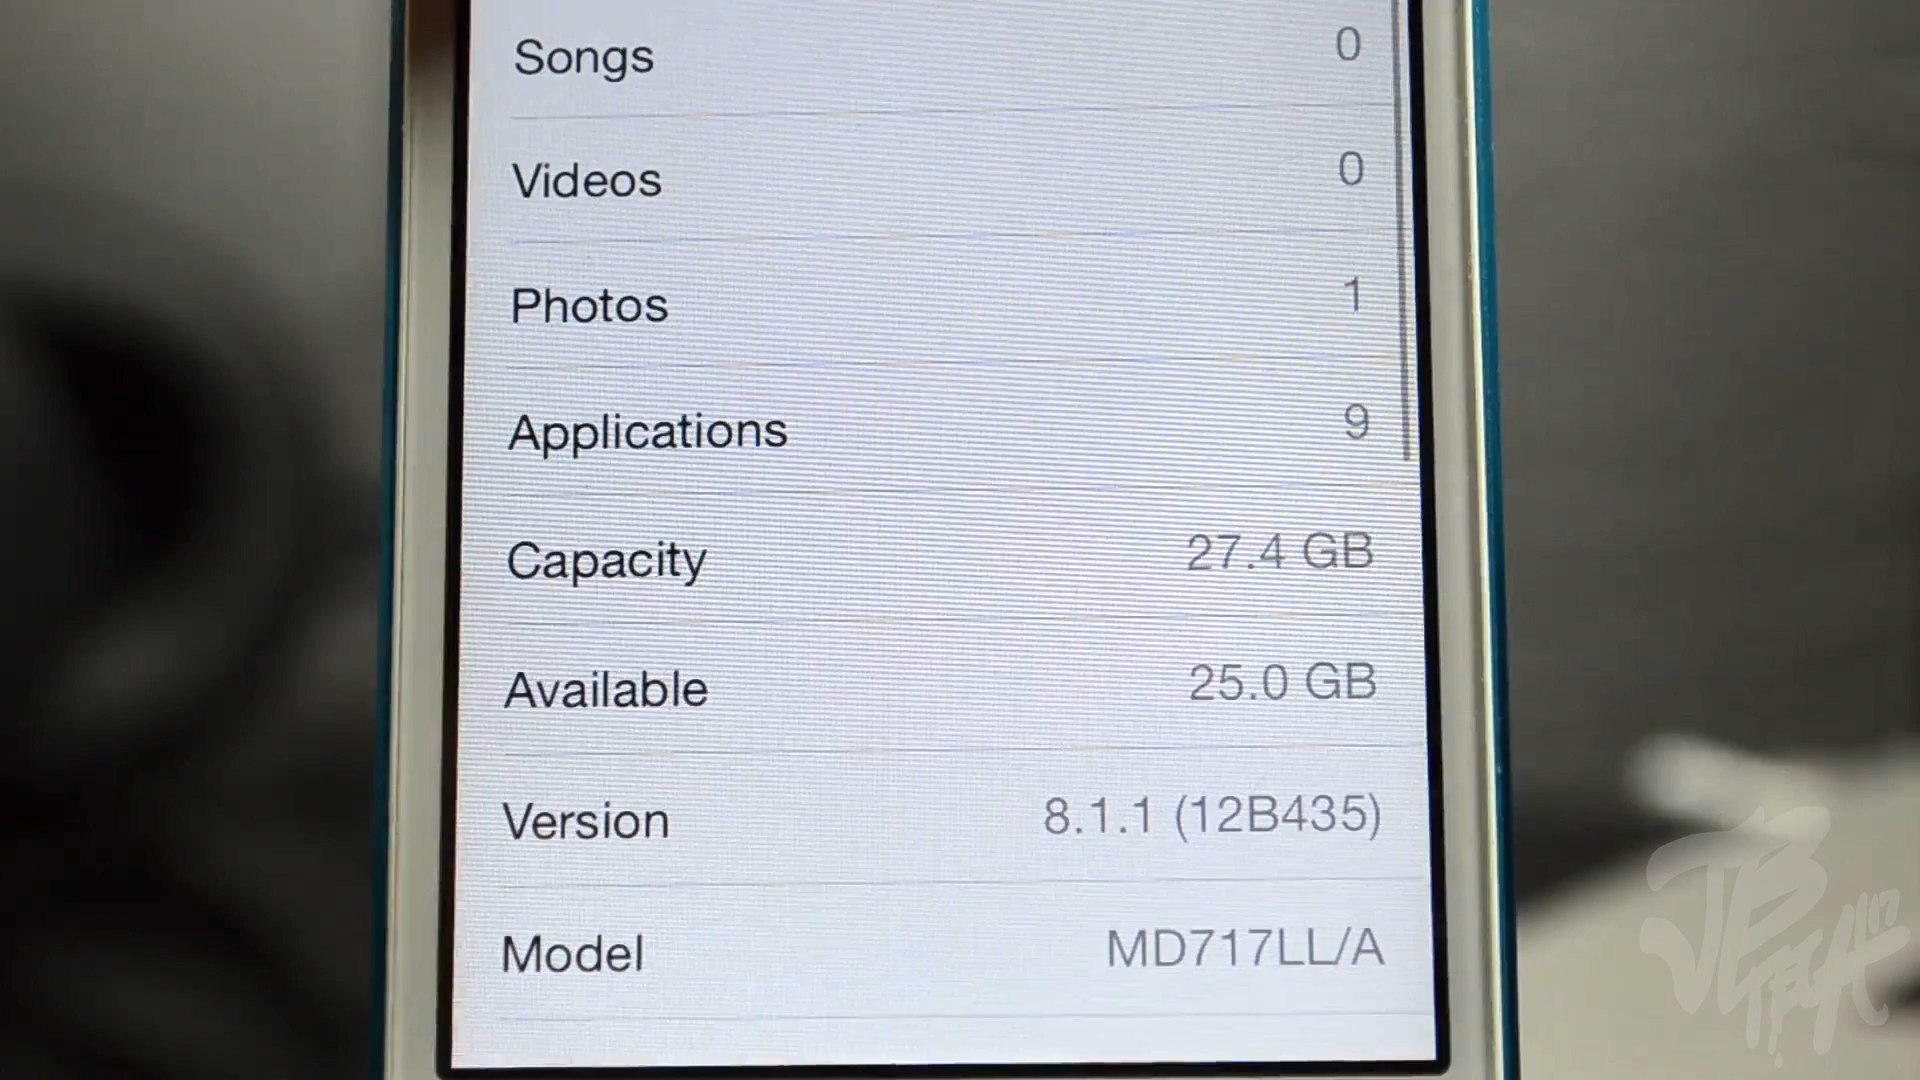 Songs 0
Videos 0
Photos 1
Applications 9
Capacity 27.4 GB
Available 25.0 GB
Version 8.1.1 (12B435)
Model MD717LL/A